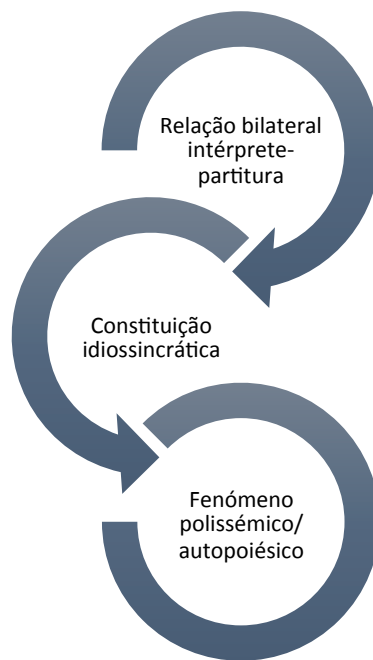 Relação bilateral
intérprete-
partitura
Constituição
idiossincrática
Fenómeno
polissémico/
autopoiésico